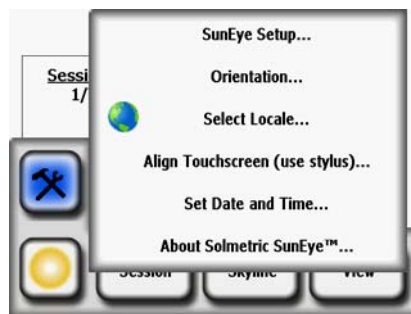 SunEye Setup...
Orientation...
Select Locale...
Align Touchscreen (use stylus)...
Set Date and Time...
About Solmetric SunEye™...
Sessi
1/
Session
Skyline
View